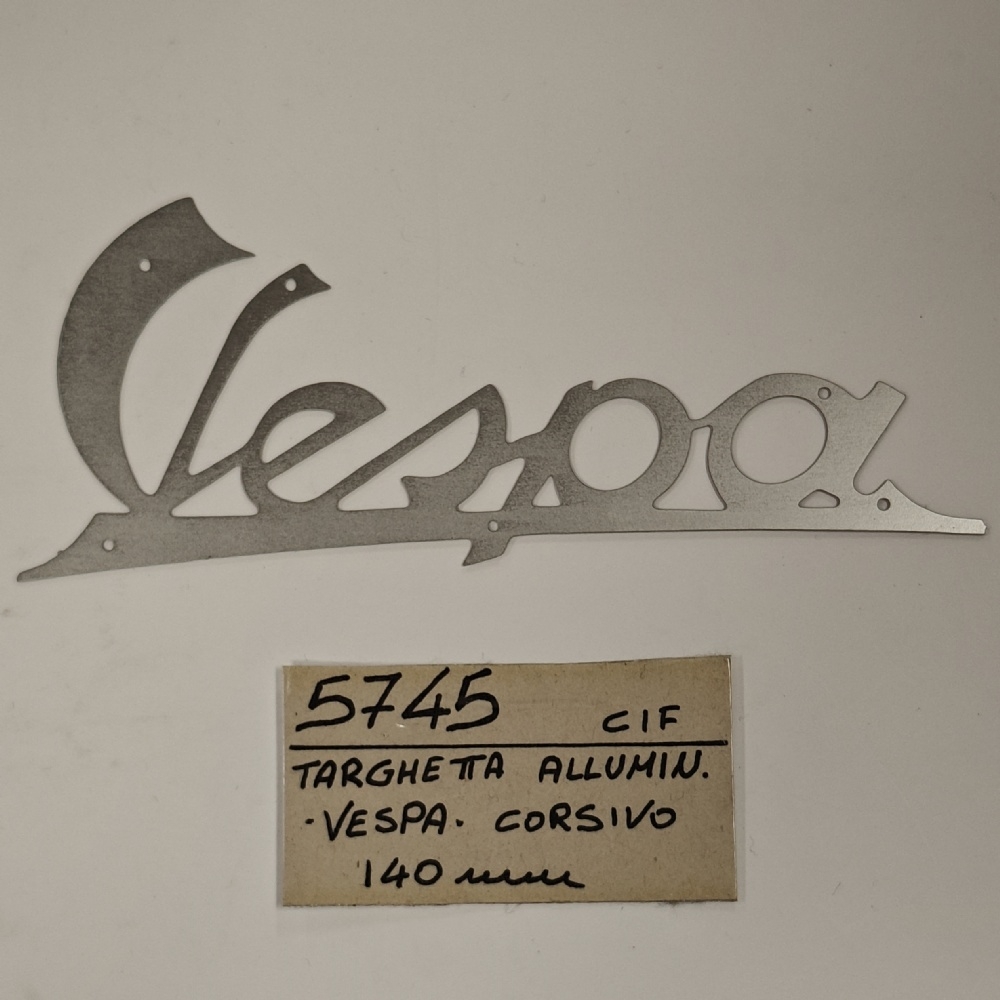 Vespa
5745 CIF
TARGHETTA ALLUMIN.
·VESPA· CORSIVO
140 mm